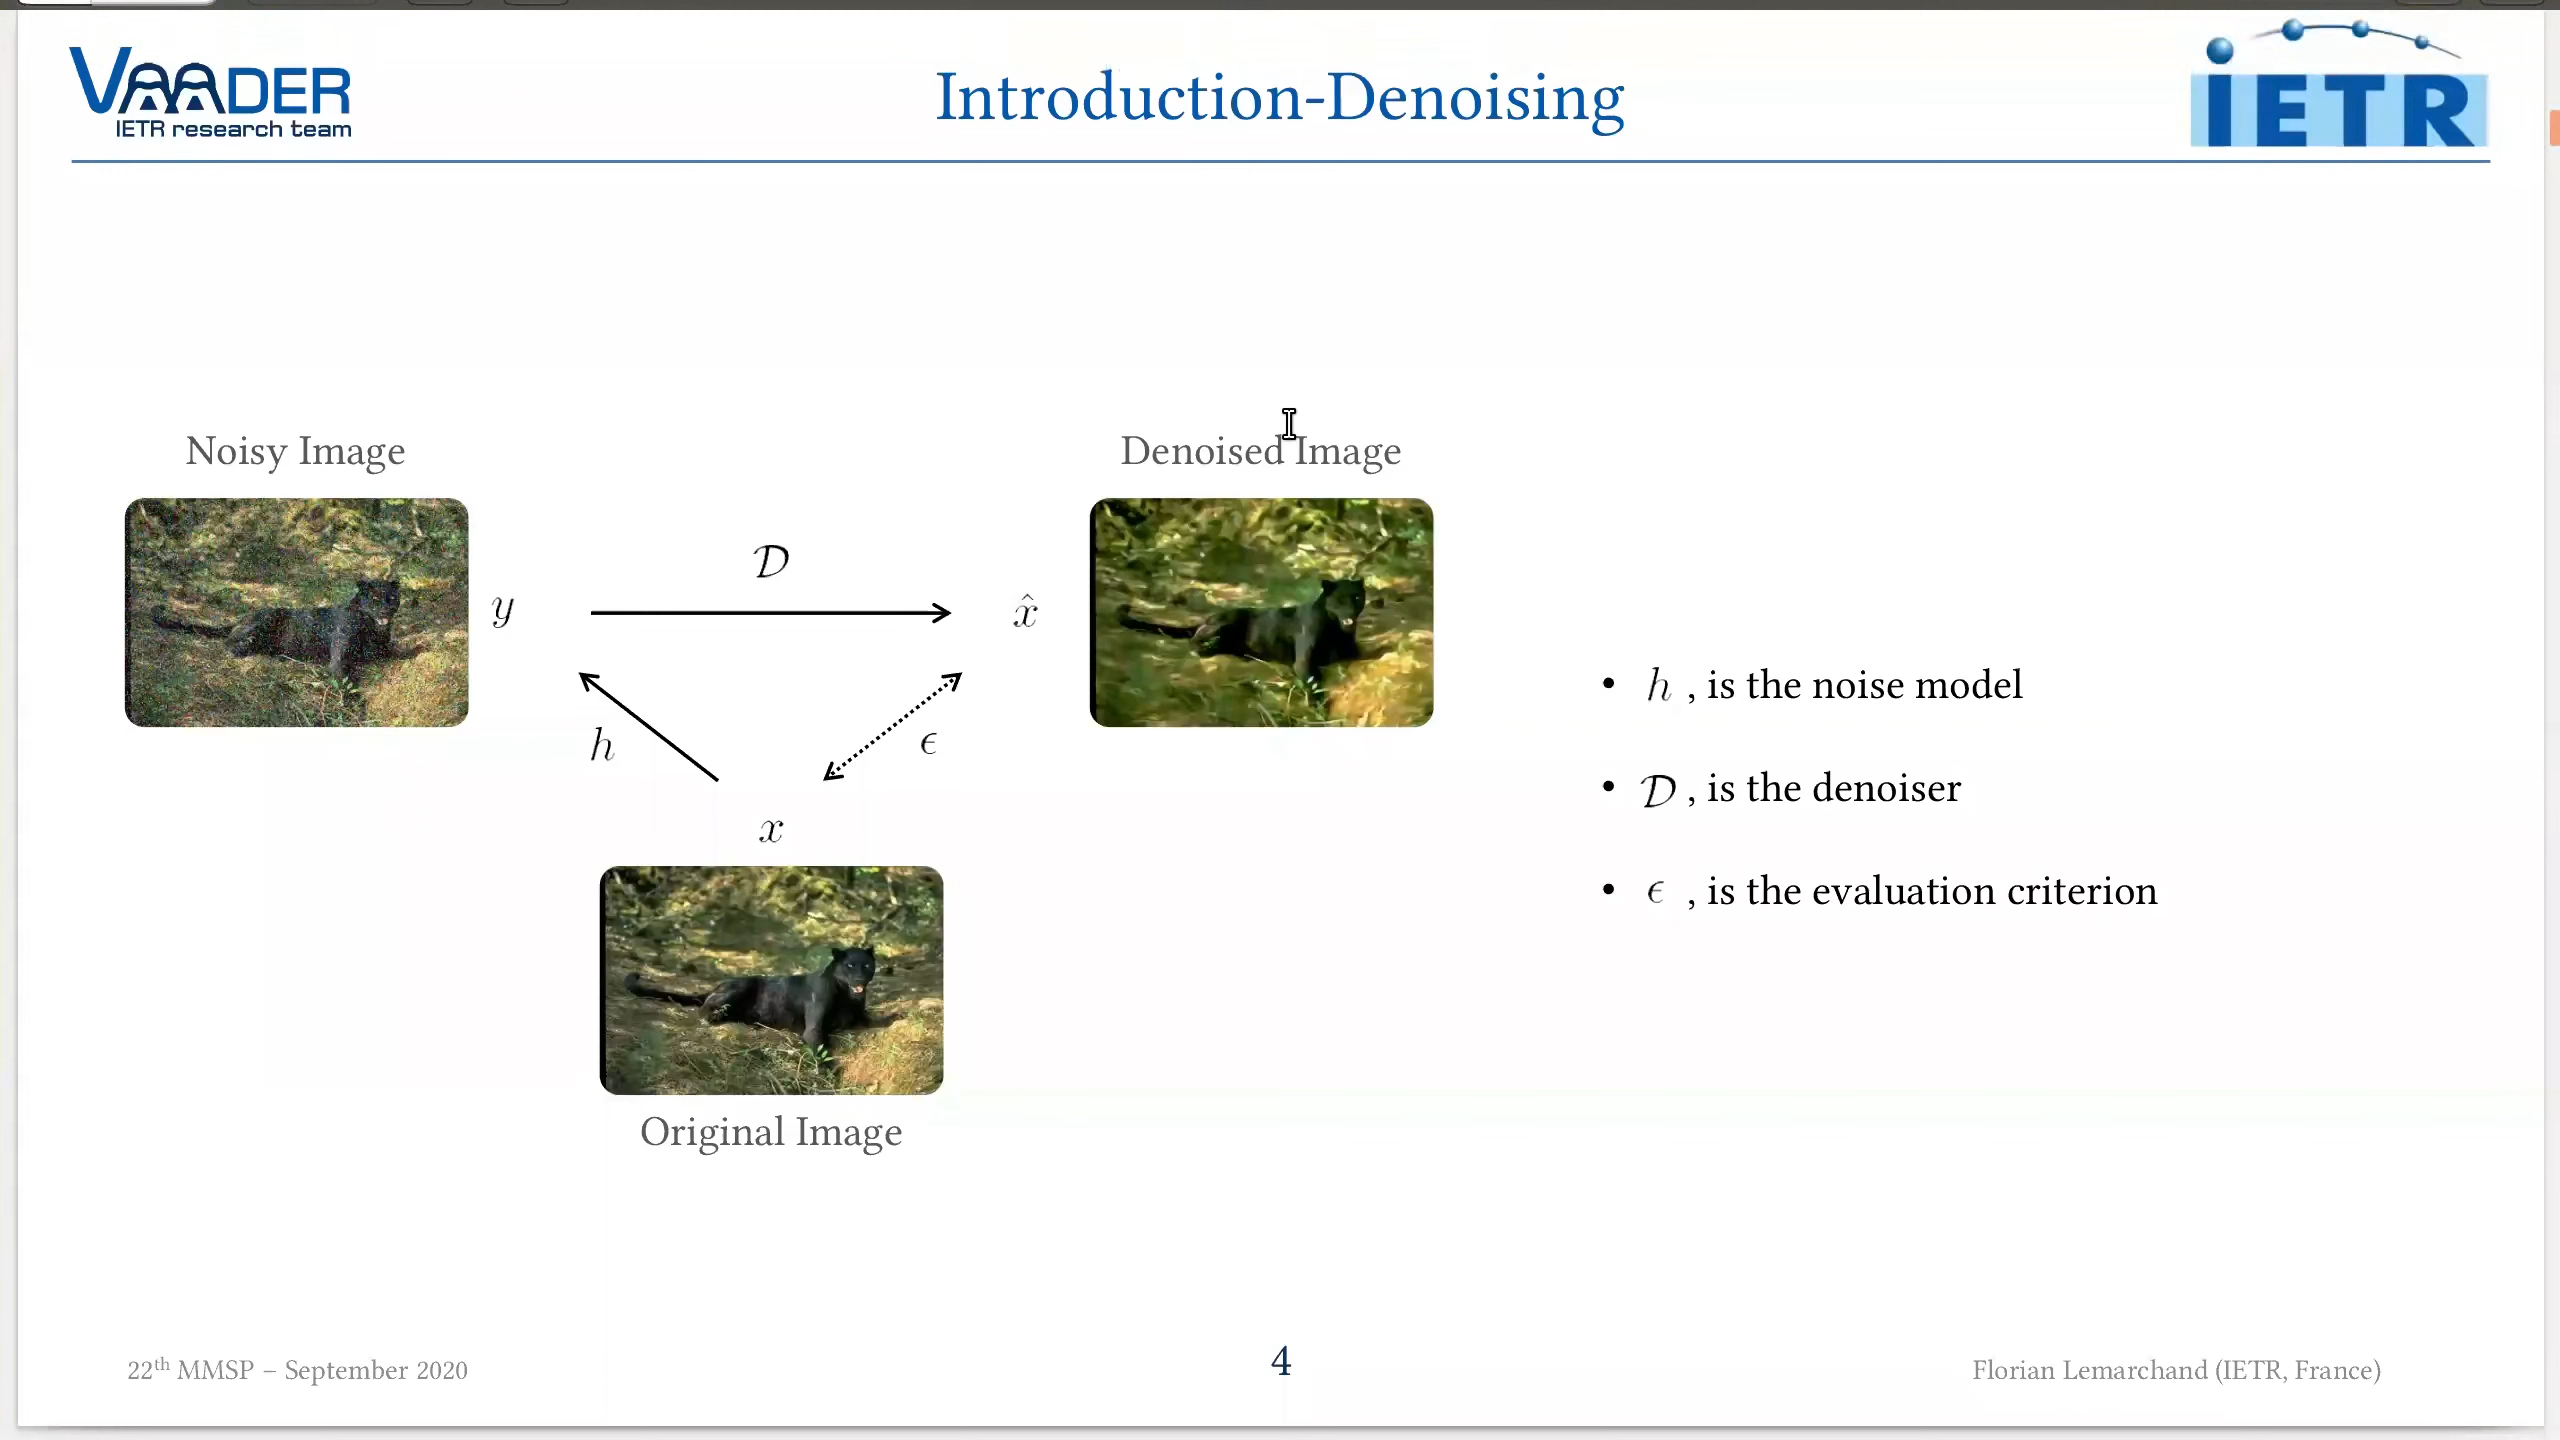 VAADER
IETR research team
Introduction-Denoising
iETR
Noisy Image
Denoised Image
𝒟
y
x̂
h
ϵ
x
Original Image
• h , is the noise model
• 𝒟 , is the denoiser
• ϵ , is the evaluation criterion
22th MMSP – September 2020
4
Florian Lemarchand (IETR, France)